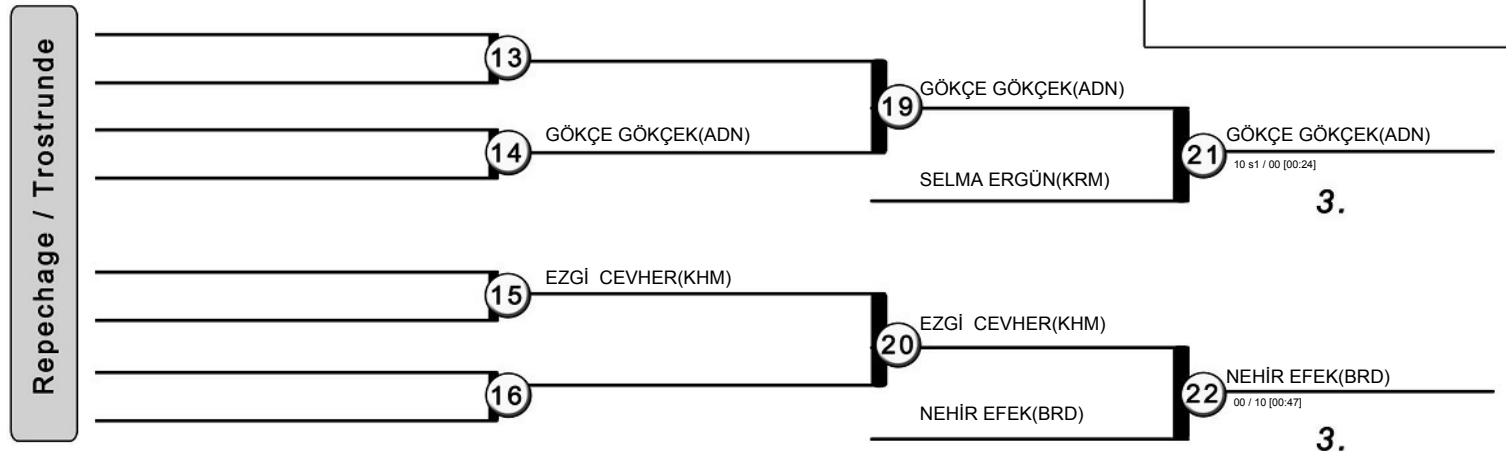 Repechage / Trostrunde
13
GÖKÇE GÖKÇEK(ADN)
19
14
GÖKÇE GÖKÇEK(ADN)
GÖKÇE GÖKÇEK(ADN)
21
10 s1 / 00 [00:24]
SELMA ERGÜN(KRM)
3.
15
EZGİ  CEVHER(KHM)
EZGİ  CEVHER(KHM)
20
16
NEHİR EFEK(BRD)
22
00 / 10 [00:47]
NEHİR EFEK(BRD)
3.